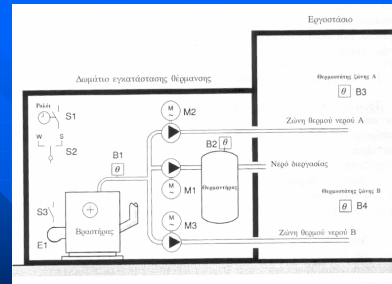 Εργοστάσιο
Δωμάτιο εγκατάστασης θέρμανσης
Θερμοστάτης ζώνης Α
θ B3
Ρολόι
S1
M
~
M2
Ζώνη θερμού νερού Α
W S
S2
B1
θ
B2 θ
Νερό διεργασίας
M
~
M1
Θερμαντήρας
Θερμοστάτης ζώνης Β
θ B4
S3
Βραστήρας
M
~
M3
E1
Ζώνη θερμού νερού Β